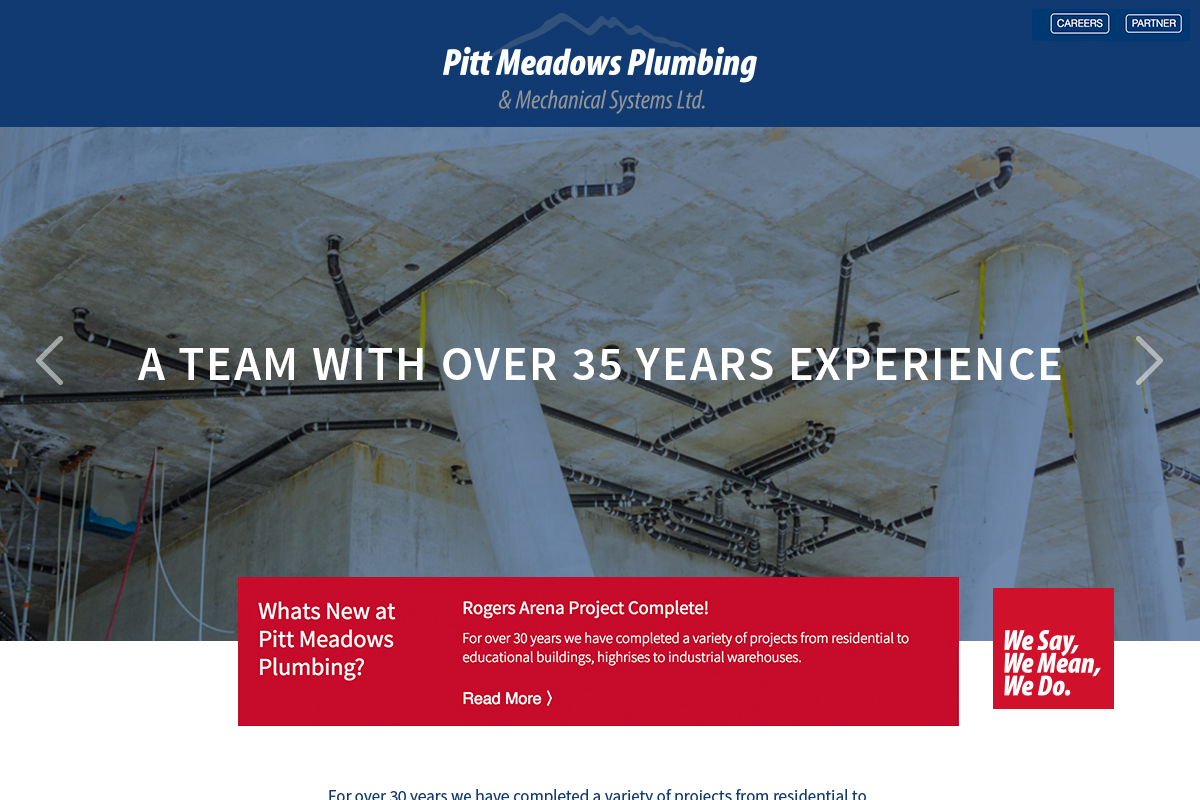 CAREERS PARTNER
Pitt Meadows Plumbing
& Mechanical Systems Ltd.
A TEAM WITH OVER 35 YEARS EXPERIENCE
Whats New at
Pitt Meadows
Plumbing?
Rogers Arena Project Complete!
For over 30 years we have completed a variety of projects from residential to
educational buildings, highrises to industrial warehouses.
Read More 〉
We Say,
We Mean,
We Do.
For over 30 years we have completed a variety of projects from residential to